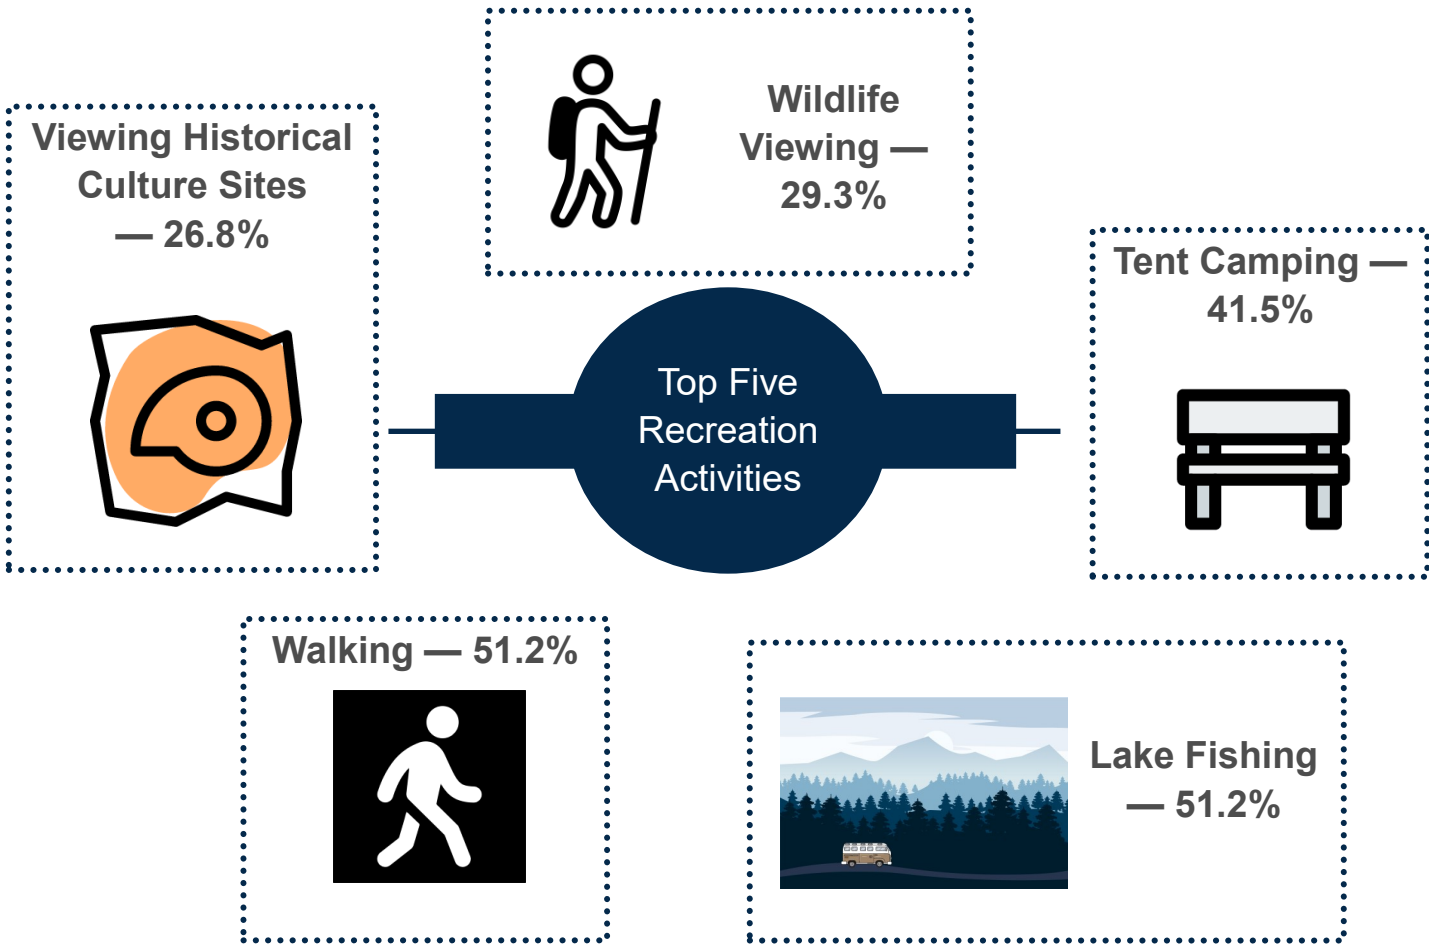 Wildlife
Viewing —
29.3%
Viewing Historical
Culture Sites
— 26.8%
Tent Camping —
41.5%
Top Five
Recreation
Activities
Walking — 51.2%
Lake Fishing
— 51.2%